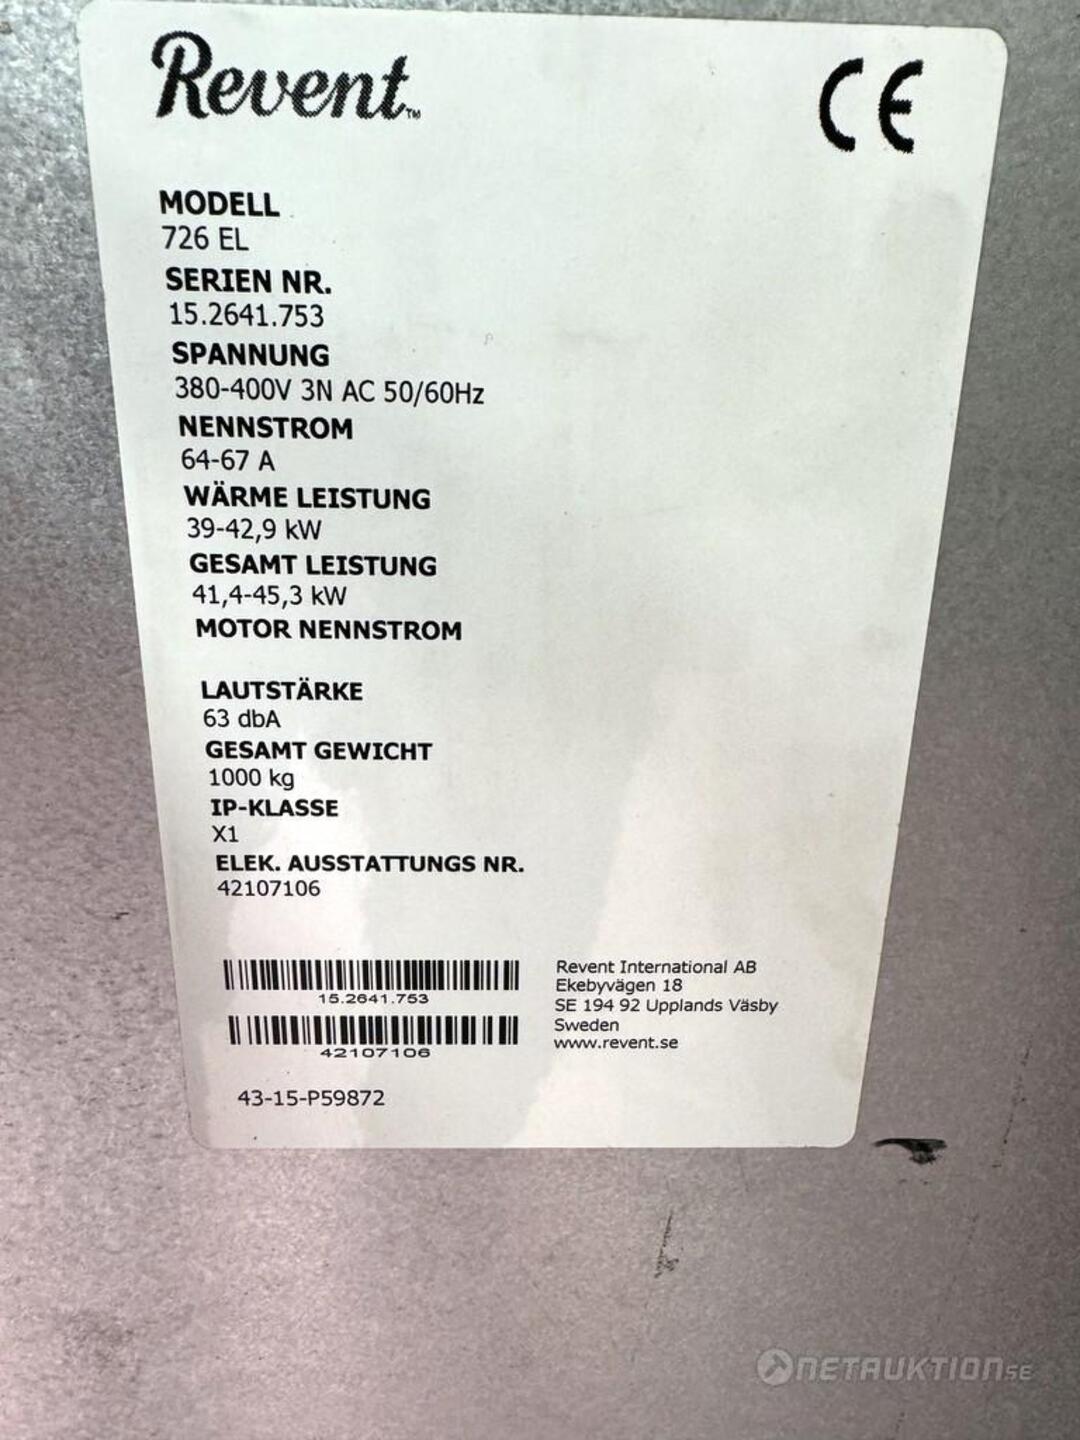 Revent™
CE
MODELL
726 EL
SERIEN NR.
15.2641.753
SPANNUNG
380-400V 3N AC 50/60Hz
NENNSTROM
64-67 A
WÄRME LEISTUNG
39-42,9 kW
GESAMT LEISTUNG
41,4-45,3 kW
MOTOR NENNSTROM
LAUTSTÄRKE
63 dbA
GESAMT GEWICHT
1000 kg
IP-KLASSE
X1
ELEK. AUSSTATTUNGS NR.
42107106
15.2641.753
42107106
43-15-P59872
Revent International AB
Ekebyvägen 18
SE 194 92 Upplands Väsby
Sweden
www.revent.se
NETAUKTION.SE